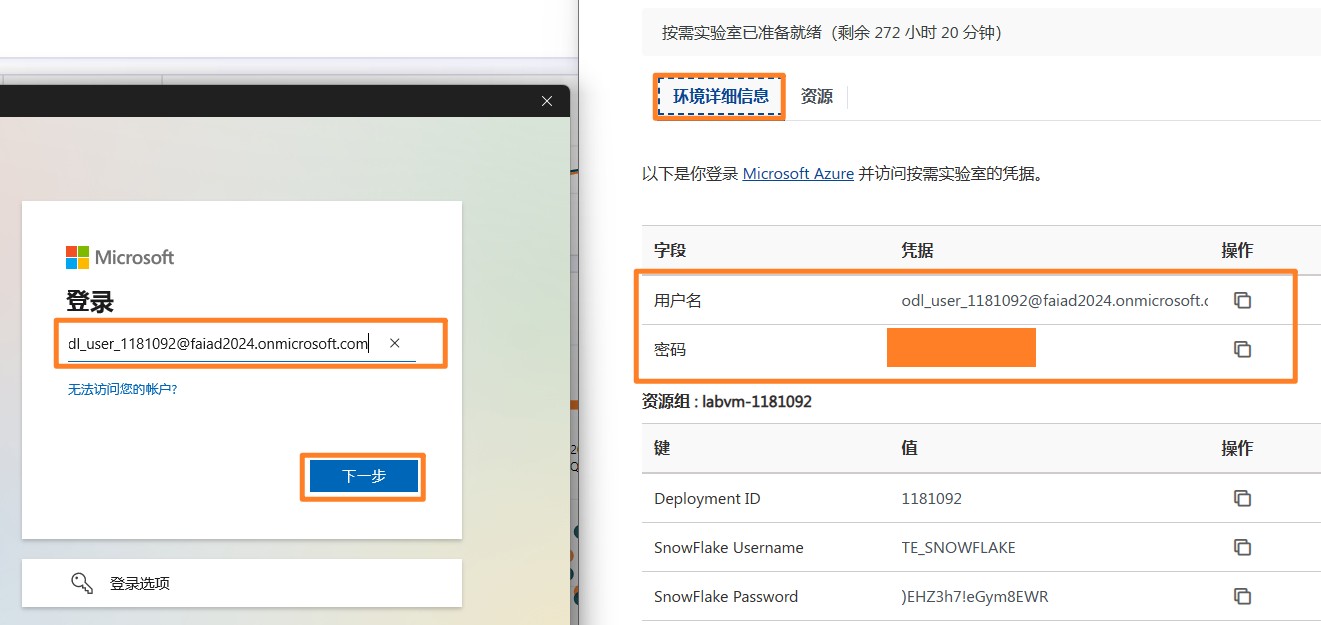 Microsoft
登录
dl_user_1181092@faiad2024.onmicrosoft.com
无法访问您的帐户?
下一步
登录选项
按需实验室已准备就绪（剩余 272 小时 20 分钟）
环境详细信息 资源
以下是你登录 Microsoft Azure 并访问按需实验室的凭据。
字段 凭据 操作
用户名 odl_user_1181092@faiad2024.onmicrosoft.c
密码
资源组 : labvm-1181092
键 值 操作
Deployment ID 1181092
SnowFlake Username TE_SNOWFLAKE
SnowFlake Password )EHZ3h7!eGym8EWR